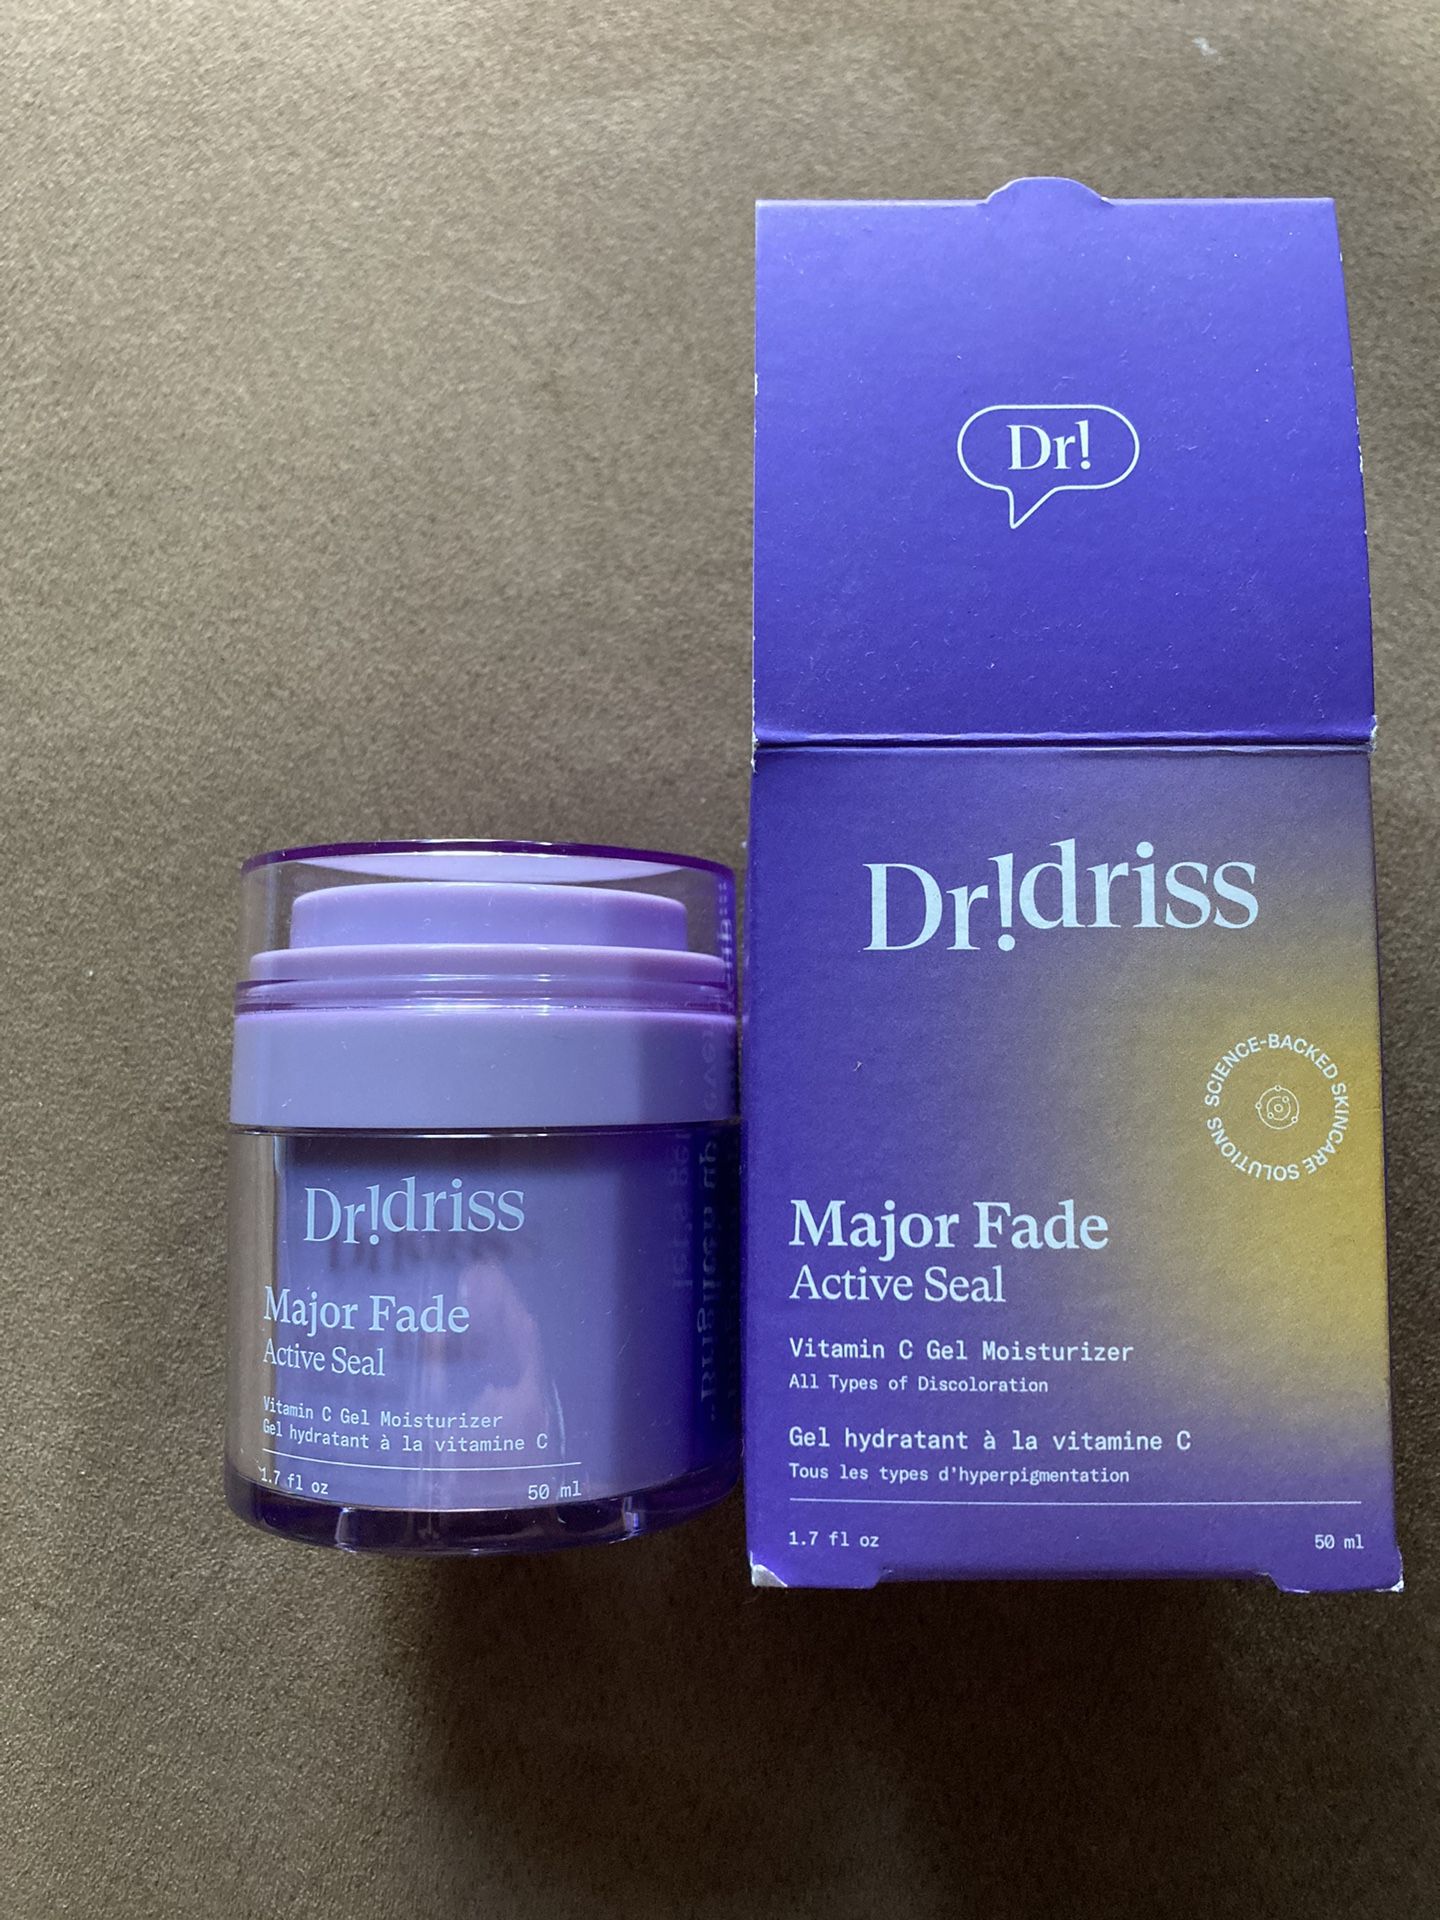 Dr!
Dr!driss
SCIENCE-BACKED SKINCARE SOLUTIONS
Major Fade
Active Seal
Vitamin C Gel Moisturizer
All Types of Discoloration
Gel hydratant à la vitamine C
Tous les types d'hyperpigmentation
1.7 fl oz
50 ml
Dr!driss
Major Fade
Active Seal
Vitamin C Gel Moisturizer
Gel hydratant à la vitamine C
1.7 fl oz
50 ml